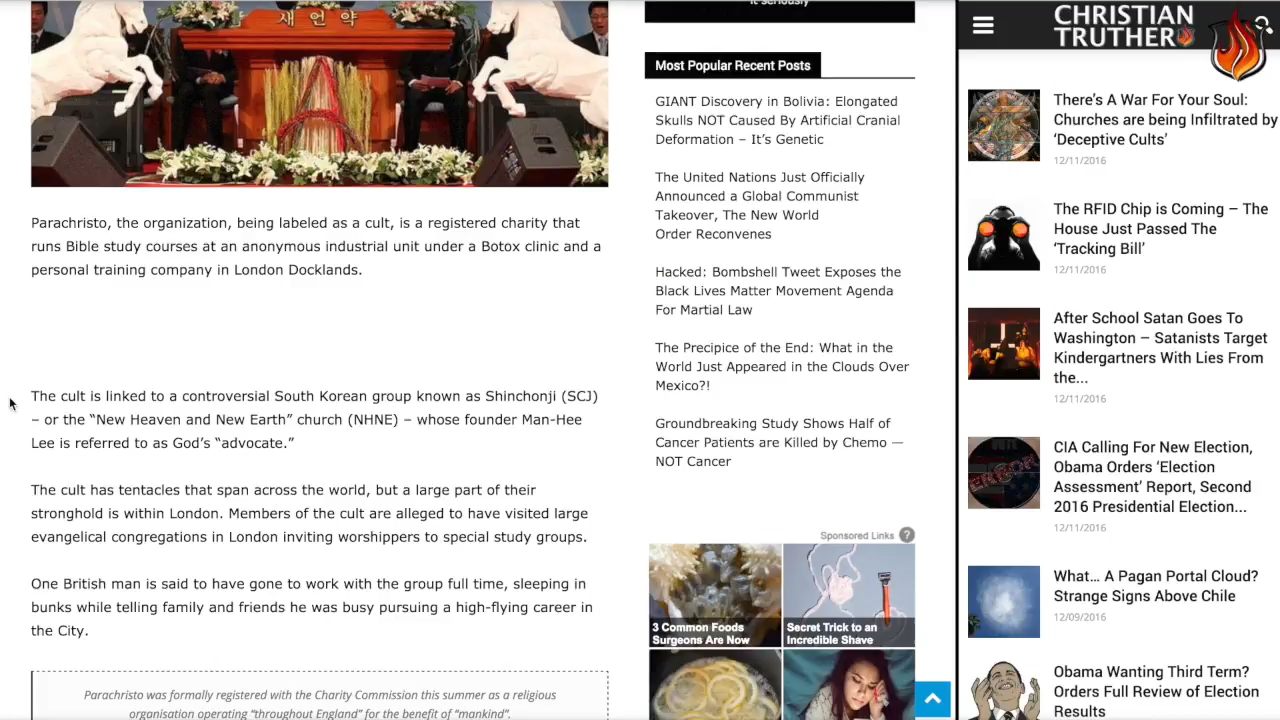 새 언 약
Parachristo, the organization, being labeled as a cult, is a registered charity that
runs Bible study courses at an anonymous industrial unit under a Botox clinic and a
personal training company in London Docklands.
The cult is linked to a controversial South Korean group known as Shinchonji (SCJ)
– or the “New Heaven and New Earth” church (NHNE) – whose founder Man-Hee
Lee is referred to as God’s “advocate.”
The cult has tentacles that span across the world, but a large part of their
stronghold is within London. Members of the cult are alleged to have visited large
evangelical congregations in London inviting worshippers to special study groups.
One British man is said to have gone to work with the group full time, sleeping in
bunks while telling family and friends he was busy pursuing a high-flying career in
the City.
Parachristo was formally registered with the Charity Commission this summer as a religious
organisation operating “throughout England” for the benefit of “mankind”.
it seriously
Most Popular Recent Posts
GIANT Discovery in Bolivia: Elongated
Skulls NOT Caused By Artificial Cranial
Deformation – It’s Genetic
The United Nations Just Officially
Announced a Global Communist
Takeover, The New World
Order Reconvenes
Hacked: Bombshell Tweet Exposes the
Black Lives Matter Movement Agenda
For Martial Law
The Precipice of the End: What in the
World Just Appeared in the Clouds Over
Mexico?!
Groundbreaking Study Shows Half of
Cancer Patients are Killed by Chemo —
NOT Cancer
Sponsored Links ?
3 Common Foods
Surgeons Are Now
Secret Trick to an
Incredible Shave
CHRISTIAN
TRUTHER
There’s A War For Your Soul:
Churches are being Infiltrated by
‘Deceptive Cults’
12/11/2016
The RFID Chip is Coming – The
House Just Passed The
‘Tracking Bill’
12/11/2016
After School Satan Goes To
Washington – Satanists Target
Kindergartners With Lies From
the...
12/11/2016
CIA Calling For New Election,
Obama Orders ‘Election
Assessment’ Report, Second
2016 Presidential Election...
12/11/2016
What… A Pagan Portal Cloud?
Strange Signs Above Chile
12/09/2016
Obama Wanting Third Term?
Orders Full Review of Election
Results